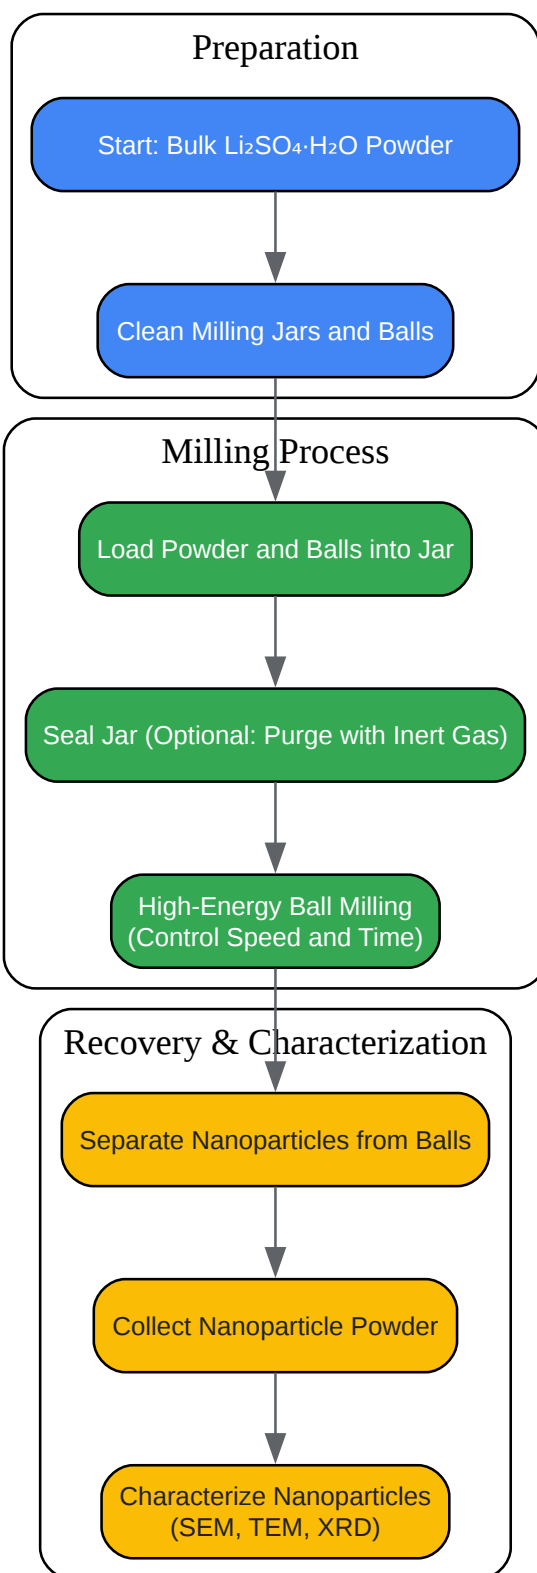 Preparation
Start: Bulk Li₂SO₄·H₂O Powder
Clean Milling Jars and Balls
Milling Process
Load Powder and Balls into Jar
Seal Jar (Optional: Purge with Inert Gas)
High-Energy Ball Milling
(Control Speed and Time)
Recovery & Characterization
Separate Nanoparticles from Balls
Collect Nanoparticle Powder
Characterize Nanoparticles
(SEM, TEM, XRD)